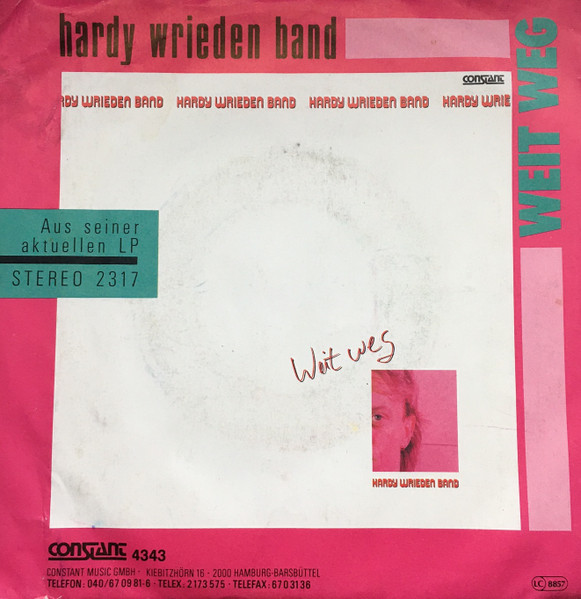 hardy wrieden band
WEIT WEG
CONSTANT
RDY WRIEDEN BAND HARDY WRIEDEN BAND HARDY WRIEDEN BAND HARDY WRIE
Aus seiner
aktuellen LP
STEREO 2317
Weit weg
HARDY WRIEDEN BAND
CONSTANT 4343
CONSTANT MUSIC GMBH · KIEBITZHÖRN 16 · 2000 HAMBURG-BARSBÜTTEL
TELEFON: 040/67 09 81-6 · TELEX: 2 173 575 · TELEFAX: 67 0 3136
LC 8857